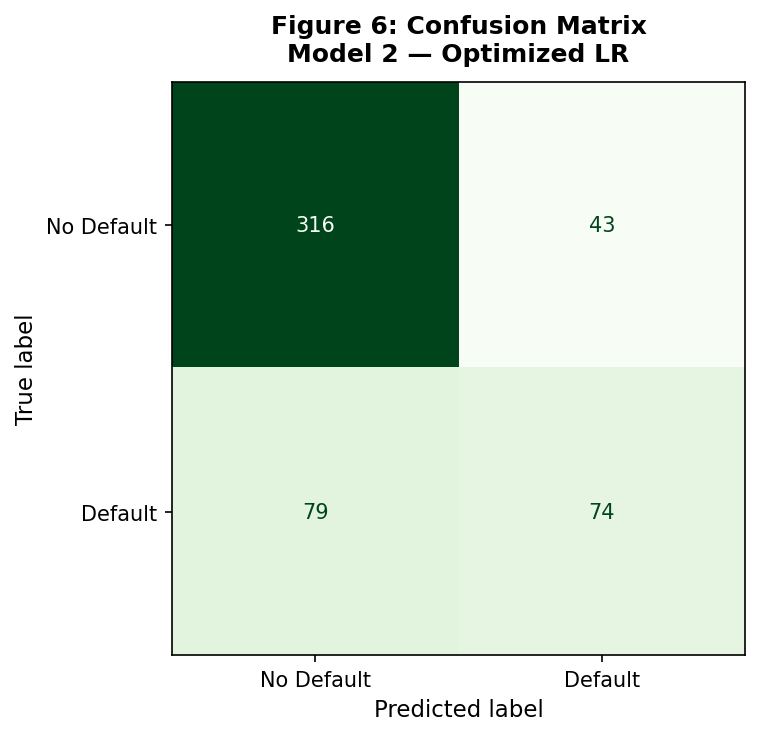 Figure 6: Confusion Matrix
Model 2 — Optimized LR
True label
No Default
316
43
Default
79
74
No Default
Default
Predicted label